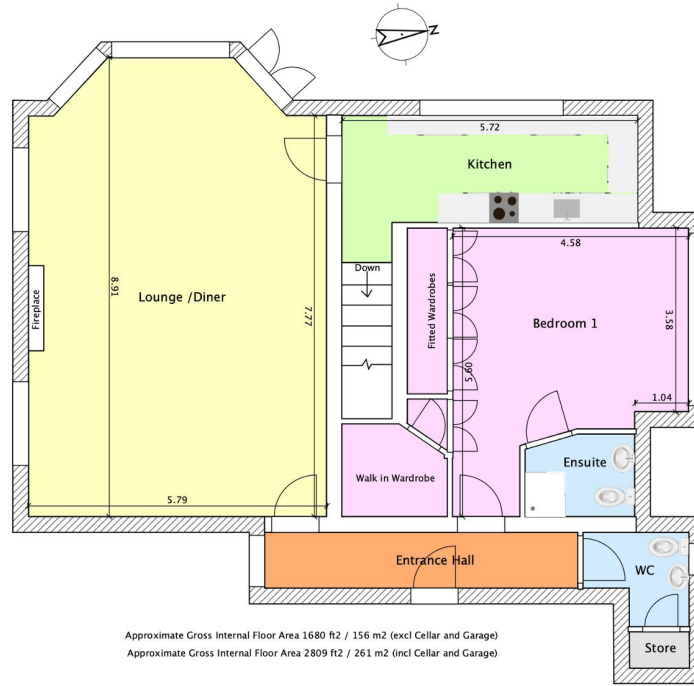 N
5.72
Kitchen
4.58
Down
8.91
Lounge /Diner
7.77
Fireplace
Fitted Wardrobes
Bedroom 1
3.58
5.60
1.04
Ensuite
Walk in Wardrobe
5.79
Entrance Hall
WC
Store
Approximate Gross Internal Floor Area 1680 ft2 / 156 m2 (excl Cellar and Garage)
Approximate Gross Internal Floor Area 2809 ft2 / 261 m2 (incl Cellar and Garage)